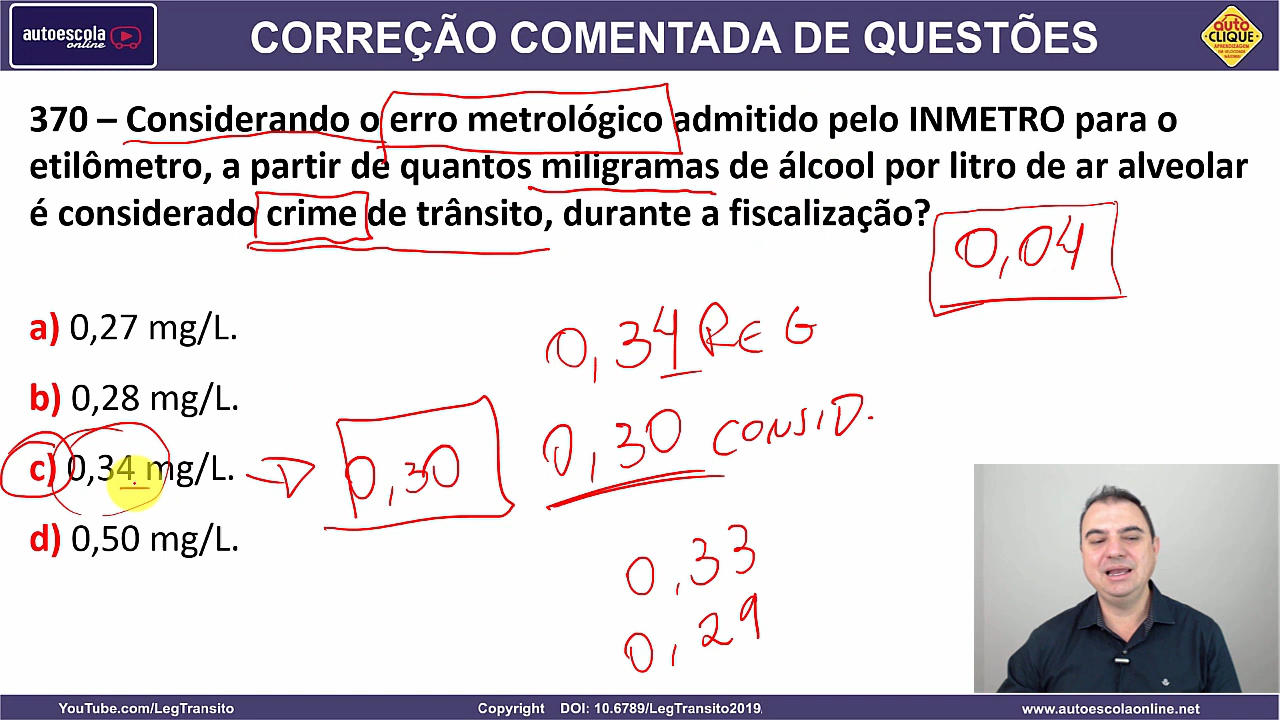 autoescola
online
CORREÇÃO COMENTADA DE QUESTÕES
auto
CLIQUE
370 – Considerando o erro metrológico admitido pelo INMETRO para o
etilômetro, a partir de quantos miligramas de álcool por litro de ar alveolar
é considerado crime de trânsito, durante a fiscalização?
0,04
a) 0,27 mg/L.
0,34 REG
b) 0,28 mg/L.
0,30 CONSID.
c) 0,34 mg/L.
0,30
d) 0,50 mg/L.
0,33
0,29
YouTube.com/LegTransito
Copyright DOI: 10.6789/LegTransito2019
www.autoescolaonline.net